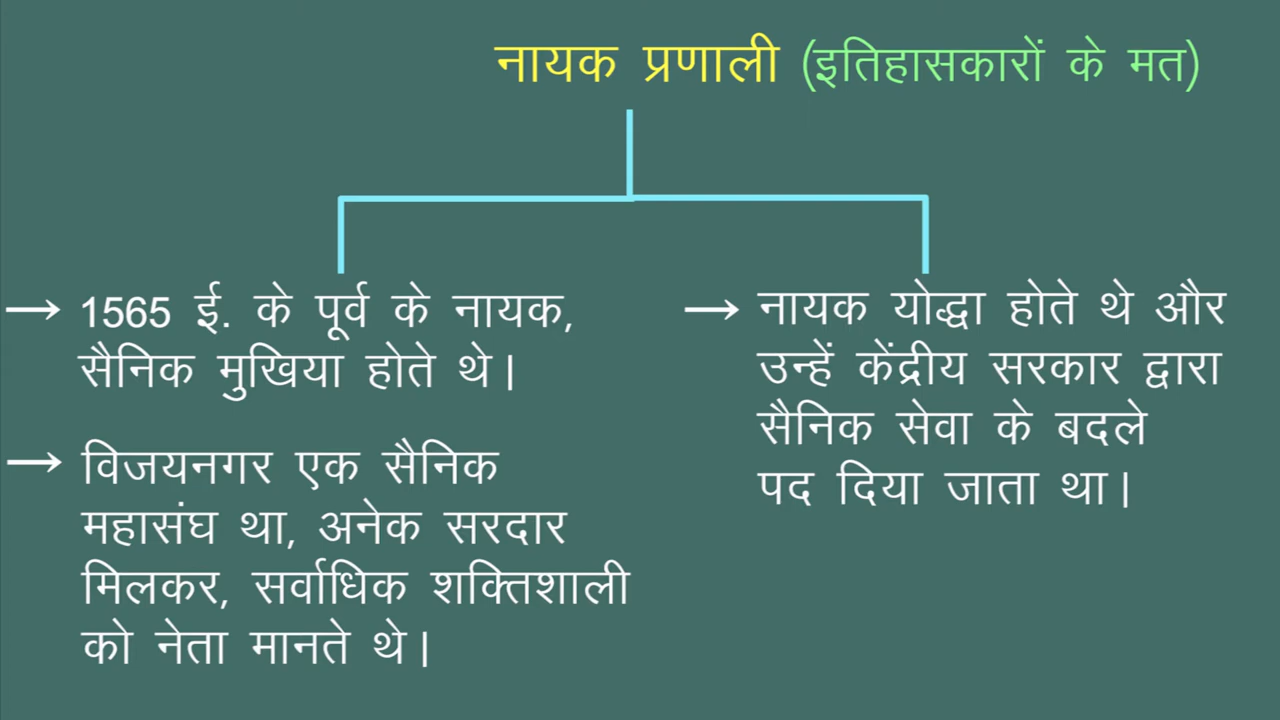 नायक प्रणाली (इतिहासकारों के मत)
→ 1565 ई. के पूर्व के नायक,
सैनिक मुखिया होते थे।
→ विजयनगर एक सैनिक
महासंघ था, अनेक सरदार
मिलकर, सर्वाधिक शक्तिशाली
को नेता मानते थे।
→ नायक योद्धा होते थे और
उन्हें केंद्रीय सरकार द्वारा
सैनिक सेवा के बदले
पद दिया जाता था।